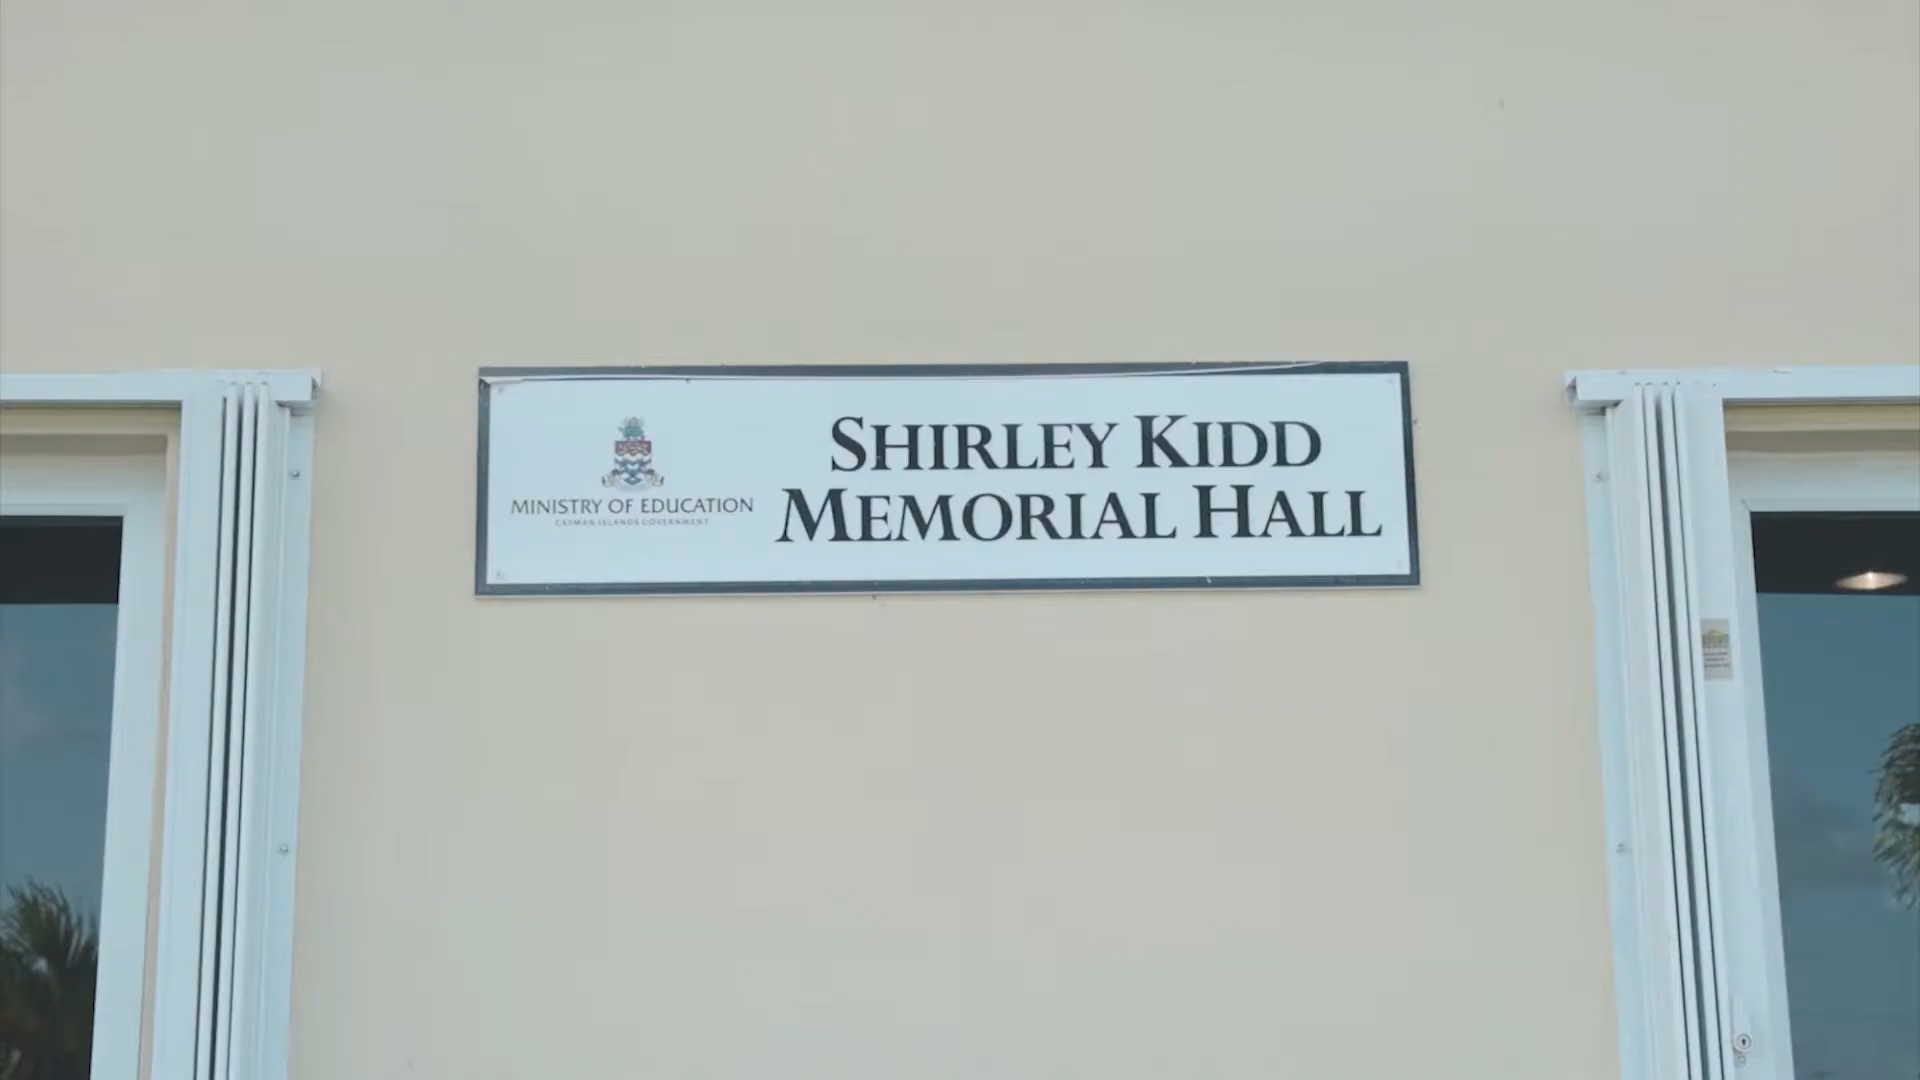 MINISTRY OF EDUCATION
CAYMAN ISLANDS GOVERNMENT
SHIRLEY KIDD
MEMORIAL HALL